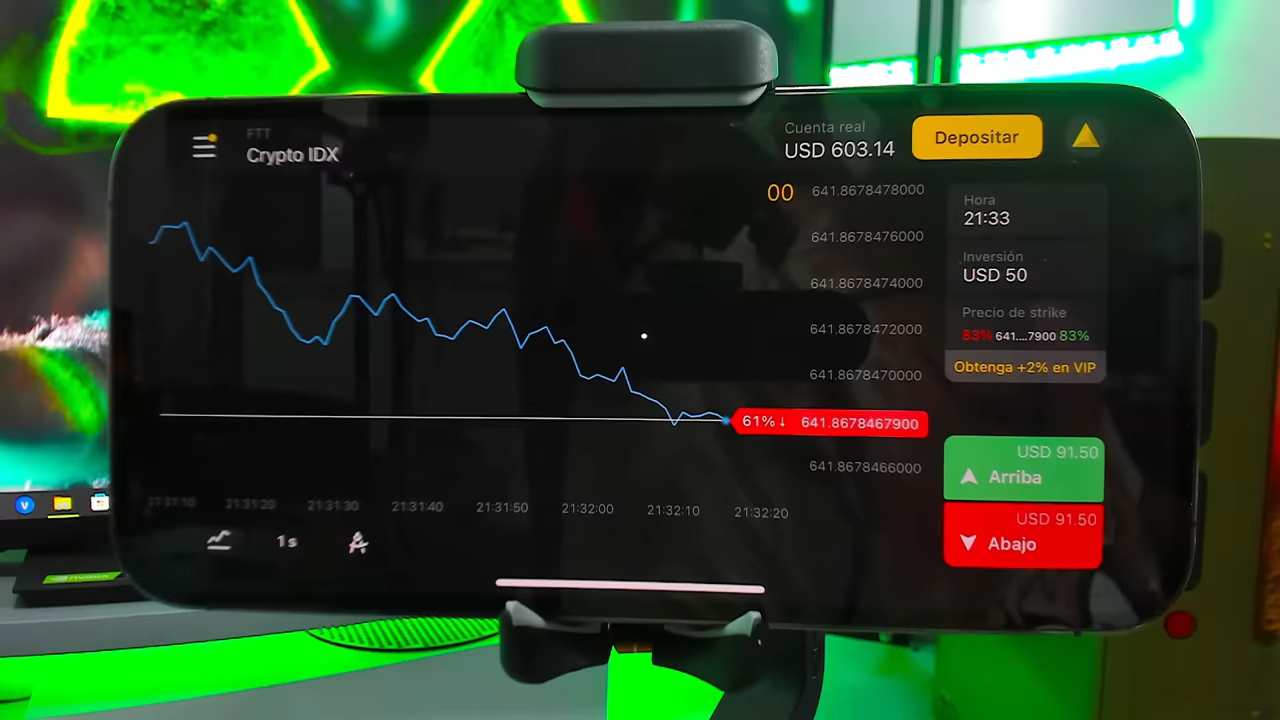 FTT
Crypto IDX
Cuenta real
USD 603.14
Depositar
00
641.8678478000
641.8678476000
641.8678474000
641.8678472000
641.8678470000
61%↓ 641.8678467900
641.8678466000
Hora
21:33
Inversión
USD 50
Precio de strike
83% 641....7900 83%
Obtenga +2% en VIP
USD 91.50
Arriba
USD 91.50
Abajo
21:31:10 21:31:20 21:31:30 21:31:40 21:31:50 21:32:00 21:32:10 21:32:20
1s